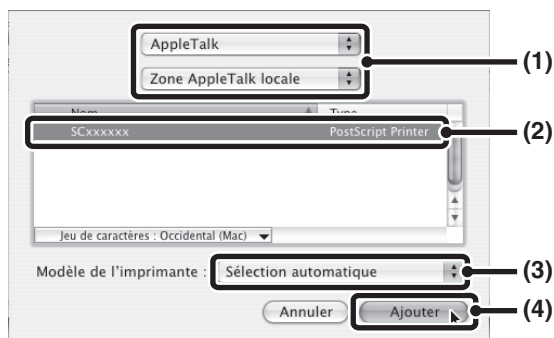 AppleTalk
(1)
Zone AppleTalk locale
Nom Type
SCxxxxxx PostScript Printer (2)
Jeu de caractères : Occidental (Mac)
Modèle de l'imprimante : Sélection automatique (3)
Annuler Ajouter (4)